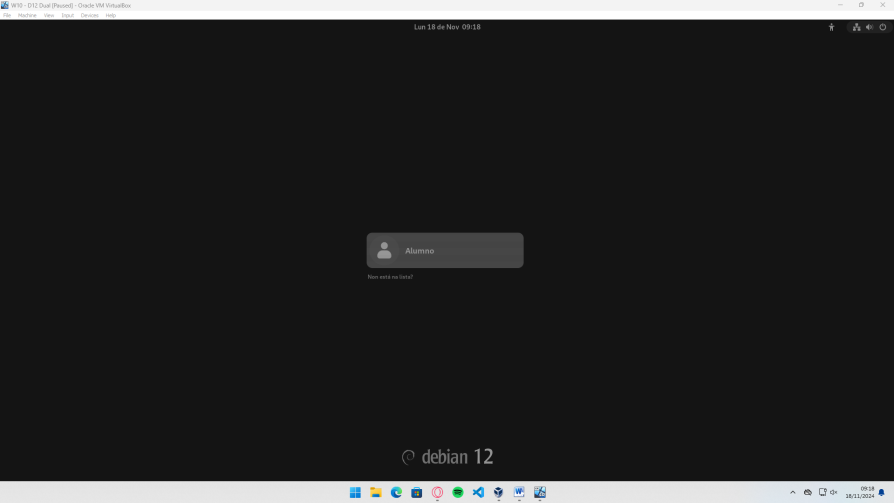 W10 - D12 Dual [Paused] - Oracle VM VirtualBox
File Machine View Input Devices Help
Lun 18 de Nov 09:18
Alumno
Non está na lista?
debian 12
09:18
18/11/2024